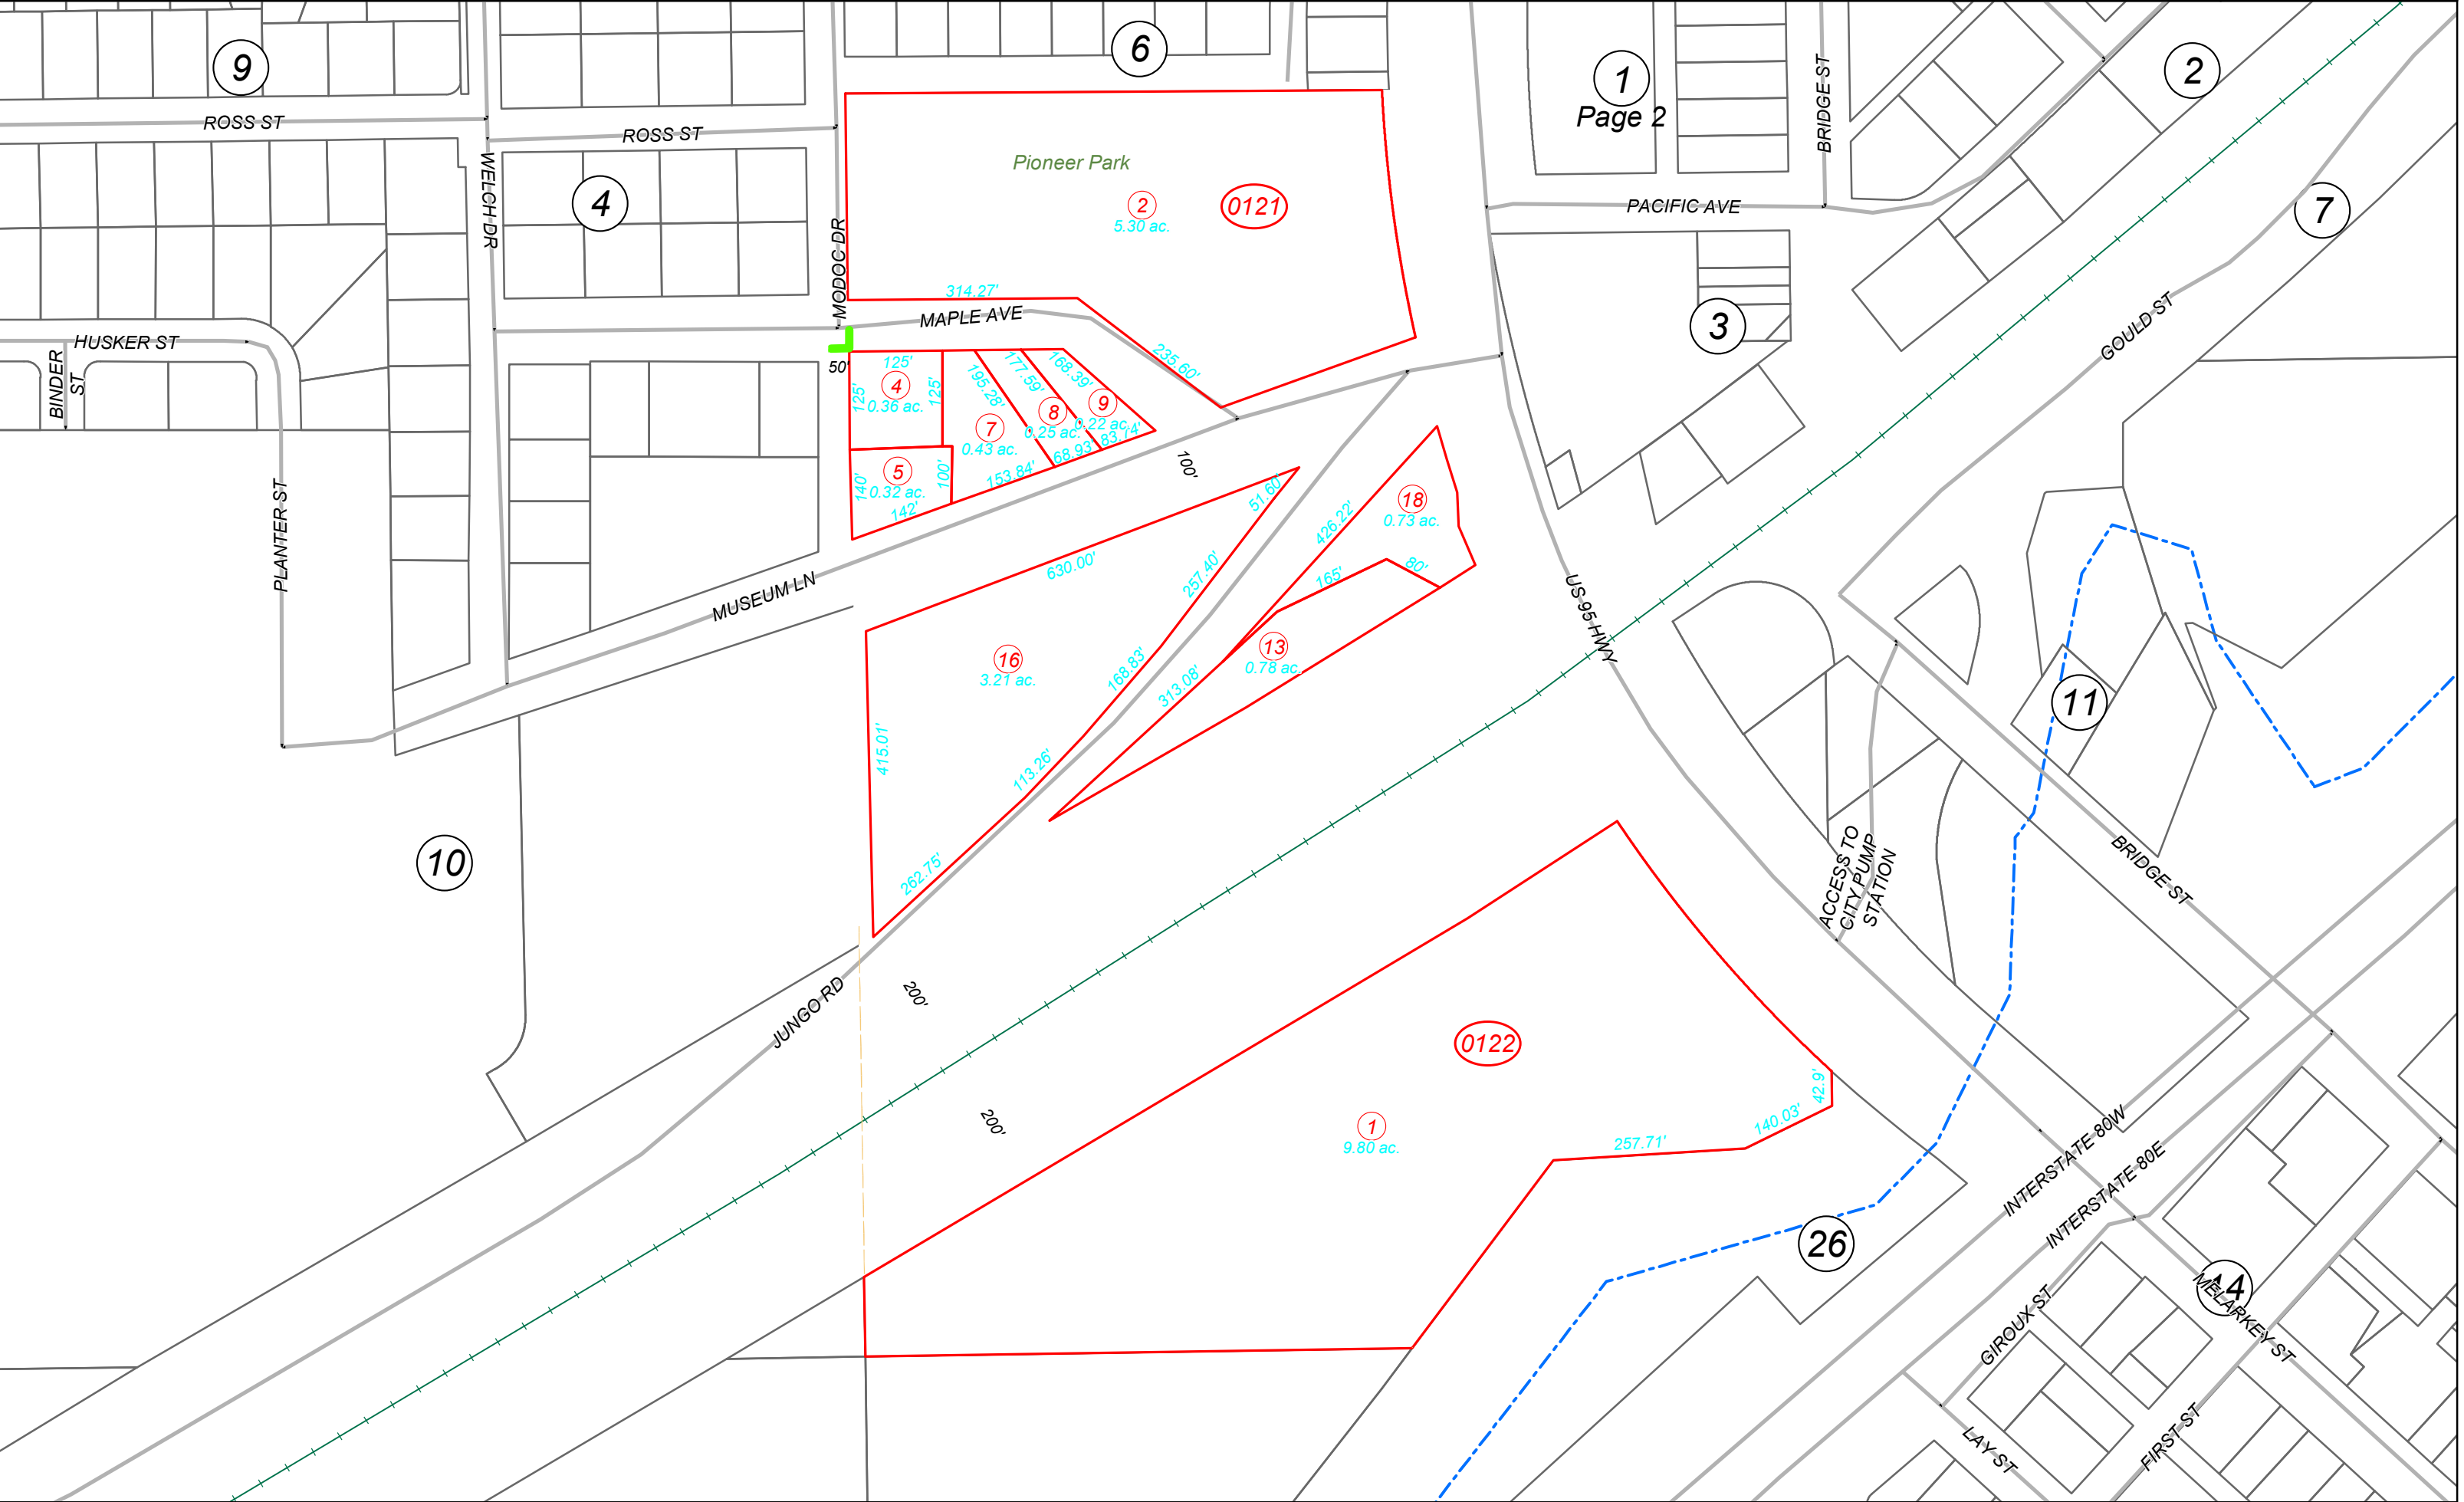 9
6
1
Page 2
2
BRIDGE ST
ROSS ST
ROSS ST
WELCH DR
4
Pioneer Park
2
5.30 ac.
0121
PACIFIC AVE
7
MODOC DR
314.27'
MAPLE AVE
235.60'
3
GOULD ST
HUSKER ST
BINDER
ST
50'
125'
125'
4
0.36 ac.
125'
195.28'
177.59'
168.39'
7
0.43 ac.
8
0.25 ac.
9
0.22 ac.
68.93'
83.14'
5
0.32 ac.
140'
100'
142'
153.84'
100'
PLANTER ST
MUSEUM LN
630.00'
51.60'
257.40'
426.22'
18
0.73 ac.
165'
80'
US 95 HWY
16
3.21 ac.
168.83'
313.08'
13
0.78 ac.
415.01'
113.26'
262.75'
11
10
ACCESS TO
CITY PUMP
STATION
BRIDGE ST
JUNGO RD
200'
200'
0122
1
9.80 ac.
42.9'
140.03'
257.71'
INTERSTATE 80W
INTERSTATE 80E
26
14
MELARKEY ST
GIROUX ST
LAY ST
FIRST ST